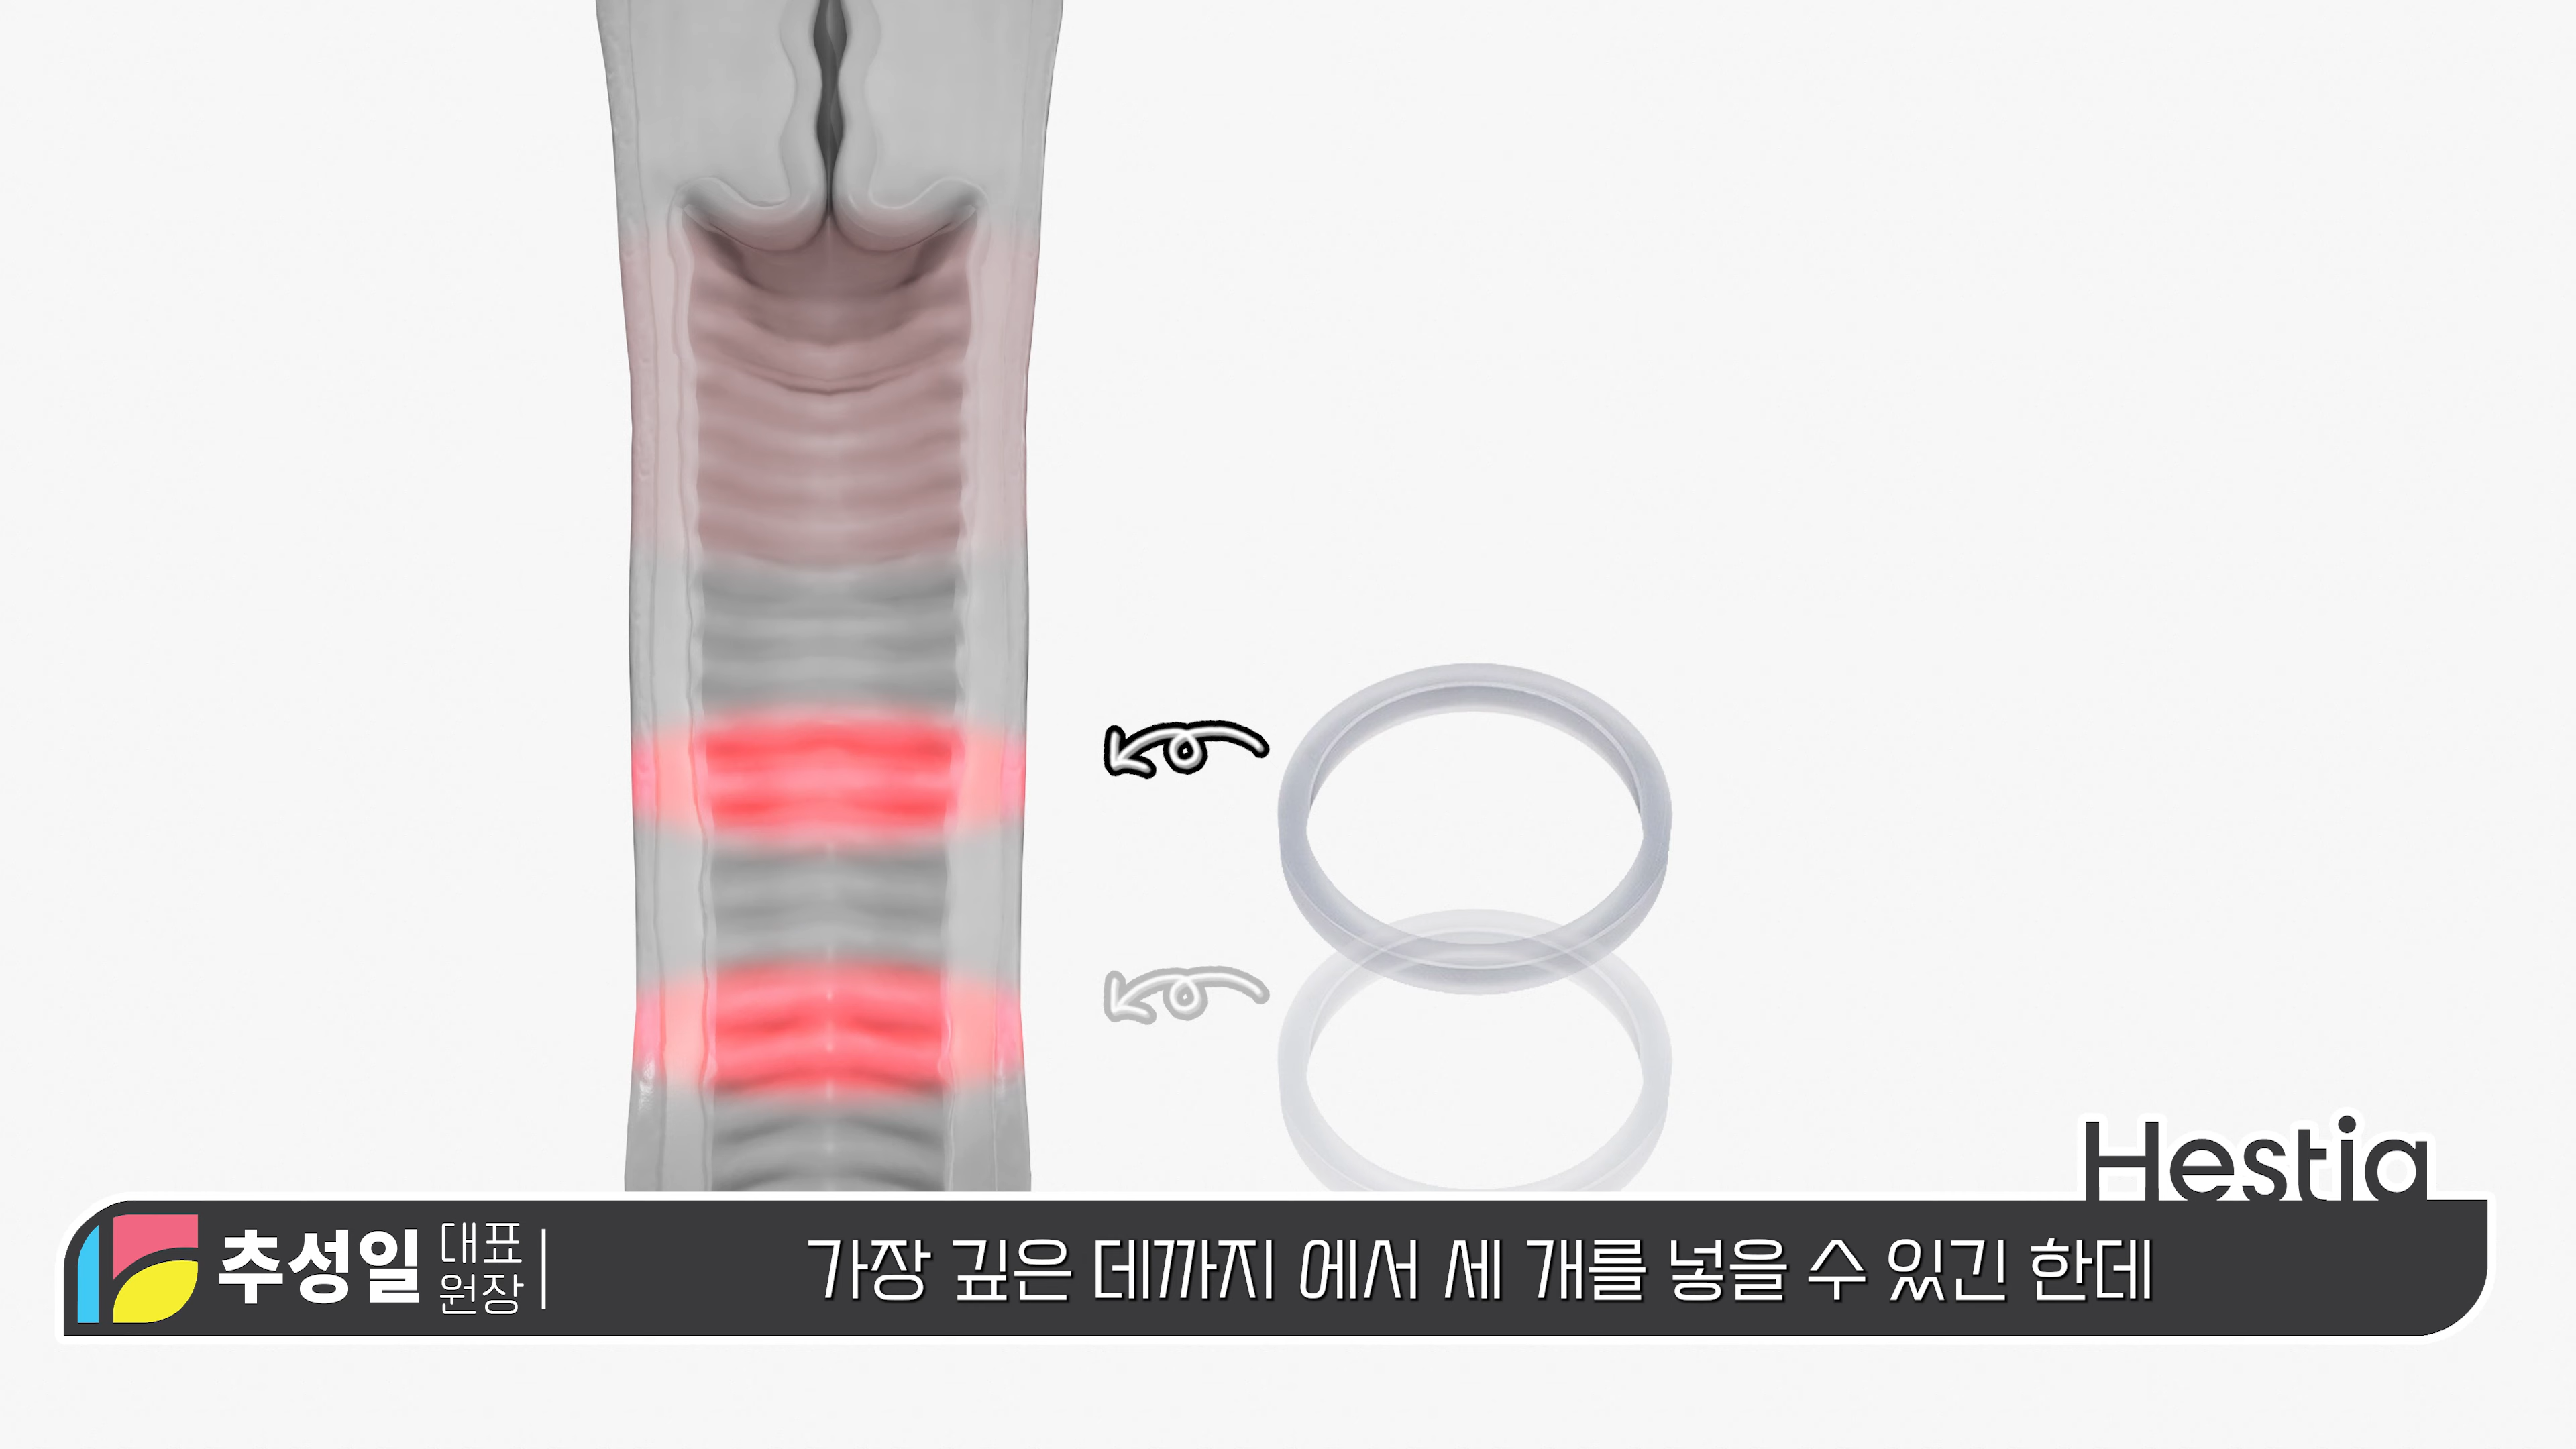 Hestia
추성일
대표
원장
가장 깊은 데까지 에서 세 개를 넣을 수 있긴 한데